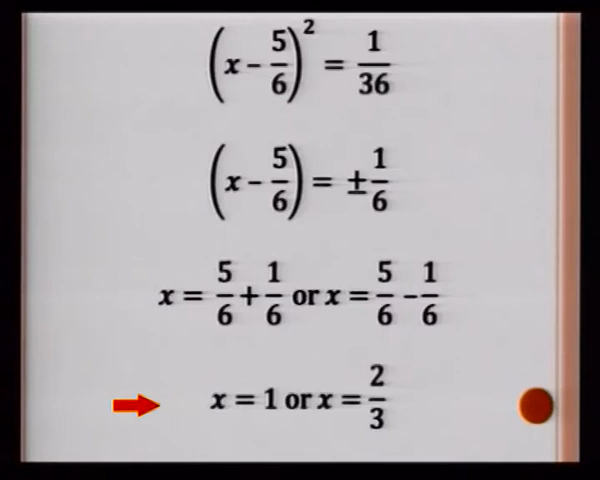 (x − 5/6)² = 1/36
(x − 5/6) = ± 1/6
x = 5/6 + 1/6 or x = 5/6 − 1/6
x = 1 or x = 2/3